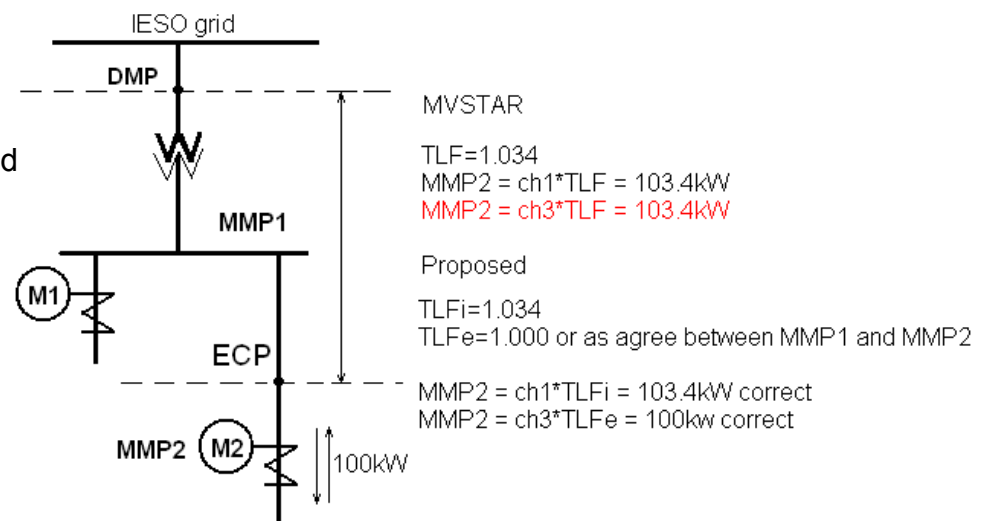 IESO grid
DMP
d
MVSTAR
TLF=1.034
MMP2 = ch1*TLF = 103.4kW
MMP2 = ch3*TLF = 103.4kW
MMP1
Proposed
M1
TLFi=1.034
TLFe=1.000 or as agree between MMP1 and MMP2
ECP
MMP2 = ch1*TLFi = 103.4kW correct
MMP2 = ch3*TLFe = 100kw correct
MMP2 M2
100kW